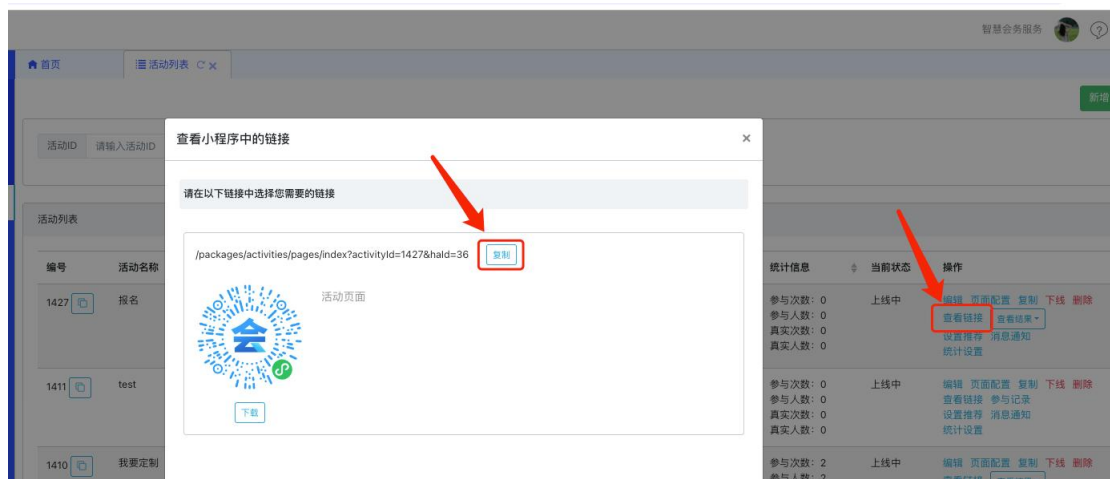 智慧会务服务
首页
活动列表
新增
查看小程序中的链接
活动ID 请输入活动ID
请在以下链接中选择您需要的链接
活动列表
/packages/activities/pages/index?activityId=1427&hald=36 复制
编号 活动名称 统计信息 当前状态 操作
活动页面
会
下载
1427 报名 参与次数：0 上线中 编辑 页面配置 复制 下线 删除
参与人数：0 查看链接 查看结果
真实次数：0 设置推荐 消息通知
真实人数：0 统计设置
1411 test 参与次数：0 上线中 编辑 页面配置 复制 下线 删除
参与人数：0 查看链接 参与记录
真实次数：0 设置推荐 消息通知
真实人数：0 统计设置
1410 我要定制 参与次数：2 上线中 编辑 页面配置 复制 下线 删除
参与人数：2